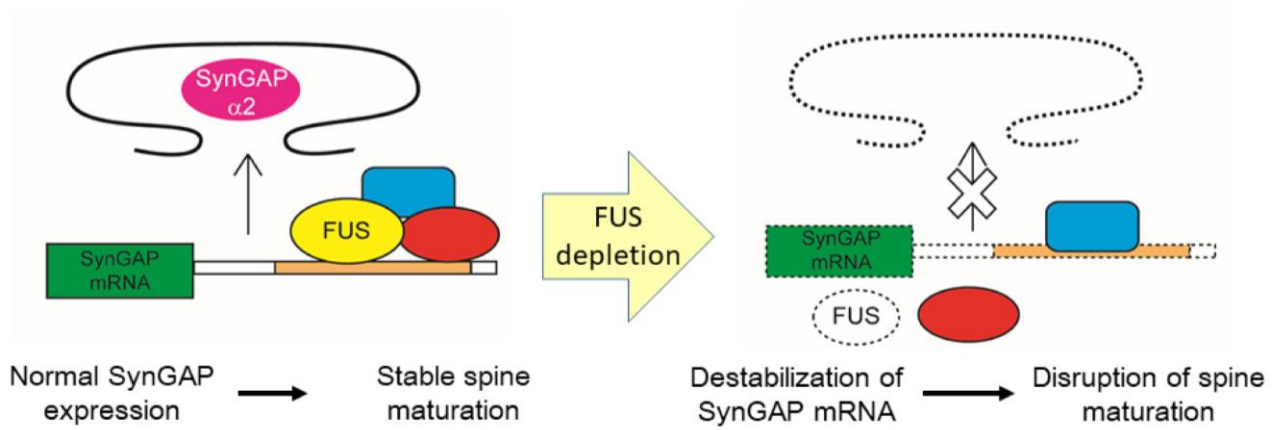 SynGAP
α2
FUS
SynGAP
mRNA
FUS
depletion
SynGAP
mRNA
FUS
Normal SynGAP
expression
Stable spine
maturation
Destabilization of
SynGAP mRNA
Disruption of spine
maturation